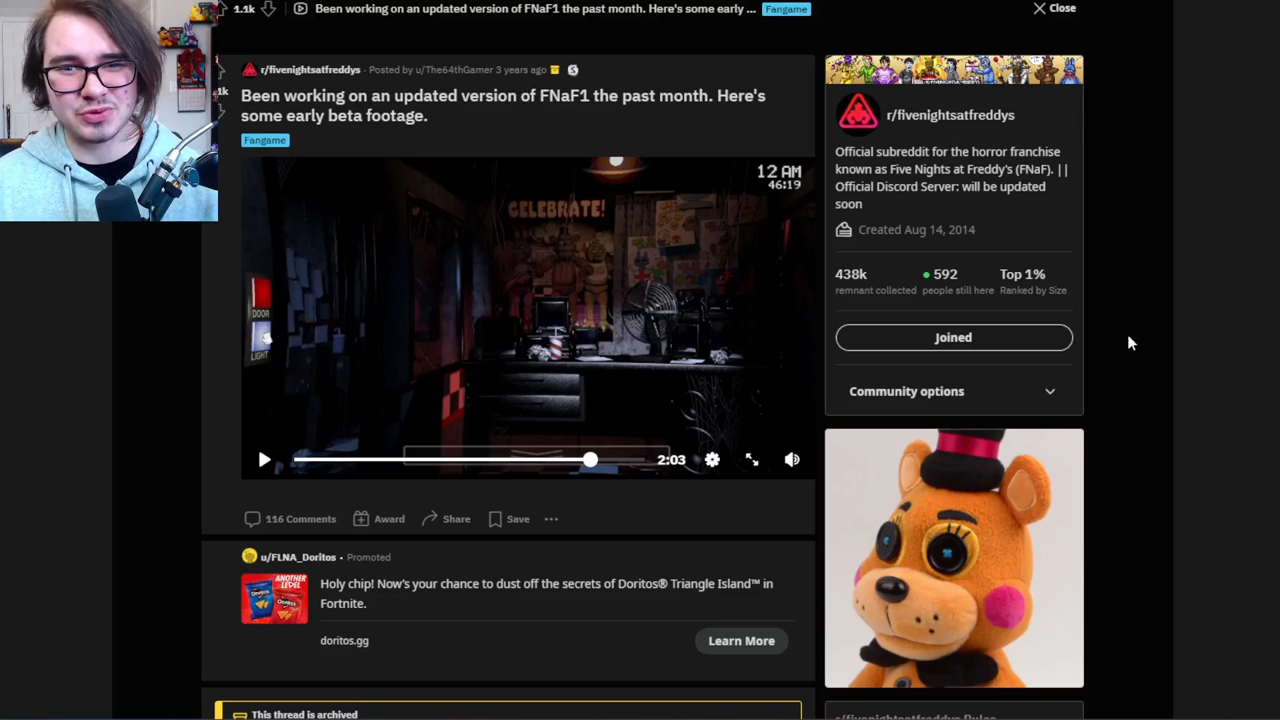 1.1k
Been working on an updated version of FNaF1 the past month. Here's some early ...
Fangame
Close
r/fivenightsatfreddys · Posted by u/The64thGamer 3 years ago
Been working on an updated version of FNaF1 the past month. Here's
some early beta footage.
Fangame
12 AM
46:19
CELEBRATE!
DOOR
LIGHT
2:03
116 Comments
Award
Share
Save
r/fivenightsatfreddys
Official subreddit for the horror franchise
known as Five Nights at Freddy's (FNaF). ||
Official Discord Server: will be updated
soon
Created Aug 14, 2014
438k
592
Top 1%
remnant collected
people still here
Ranked by Size
Joined
Community options
u/FLNA_Doritos · Promoted
ANOTHER
LEVEL
Holy chip! Now's your chance to dust off the secrets of Doritos® Triangle Island™ in
Fortnite.
doritos.gg
Learn More
This thread is archived
r/fivenightsatfreddys Rules